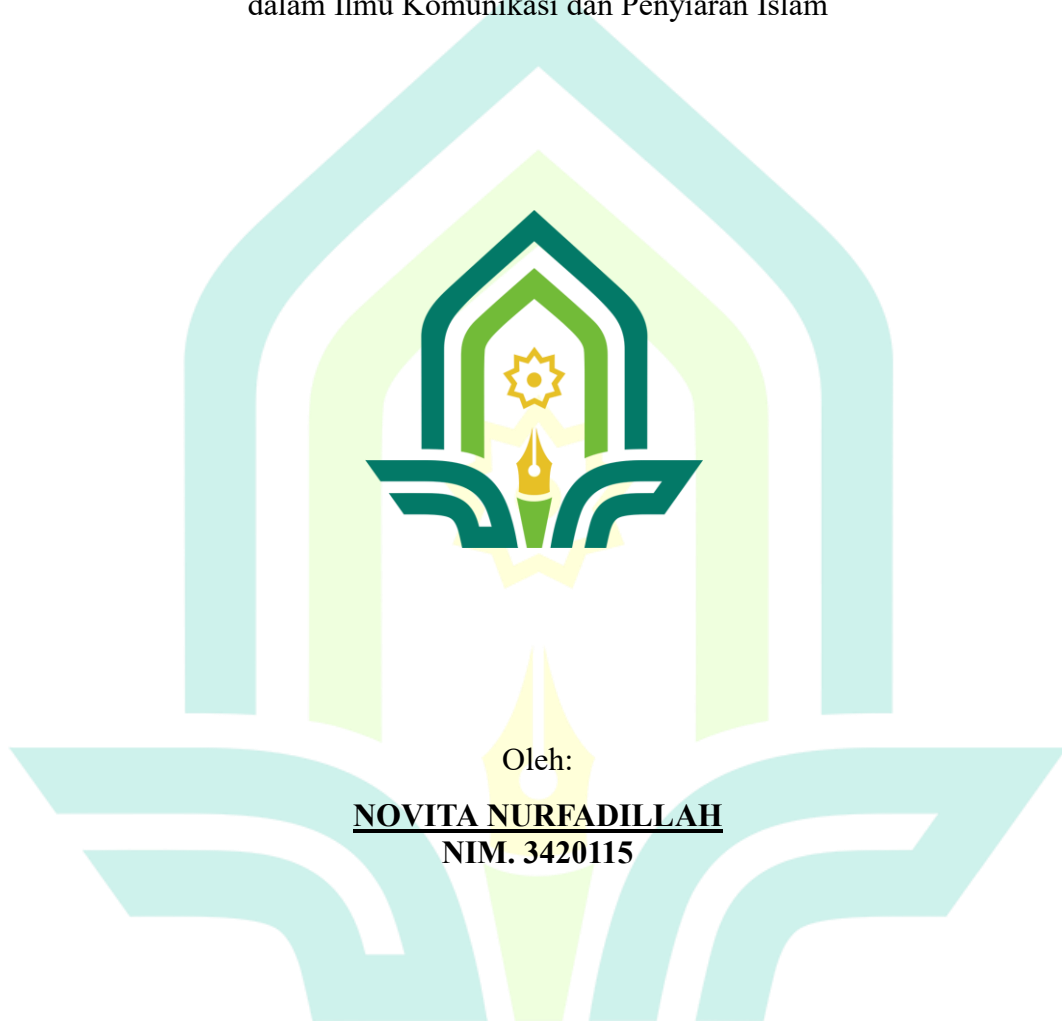 dalam Ilmu Komunikasi dan Penyiaran Islam
Oleh:
NOVITA NURFADILLAH
NIM. 3420115